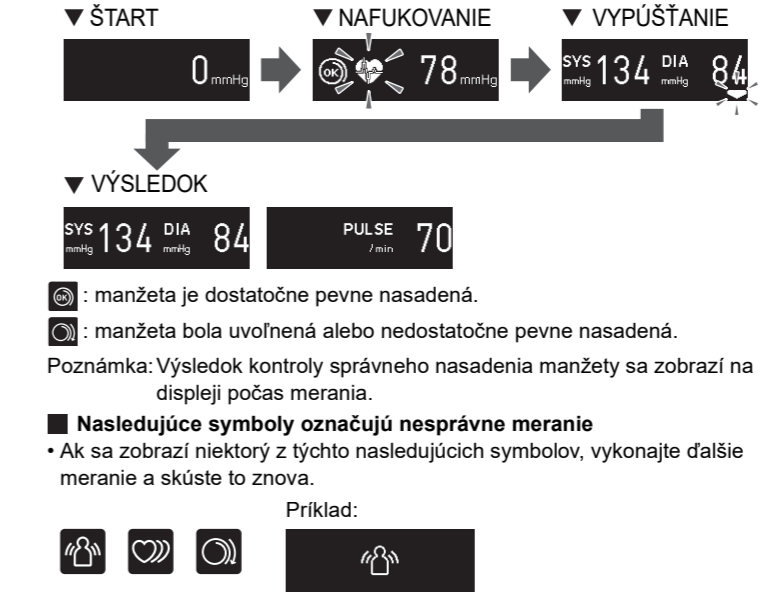 ▼ ŠTART ▼ NAFUKOVANIE ▼ VYPÚŠŤANIE
0 mmHg OK 78 mmHg SYS mmHg 134 DIA mmHg 84
▼ VÝSLEDOK
SYS mmHg 134 DIA mmHg 84 PULSE /min 70
OK : manžeta je dostatočne pevne nasadená.
: manžeta bola uvoľnená alebo nedostatočne pevne nasadená.
Poznámka: Výsledok kontroly správneho nasadenia manžety sa zobrazí na
displeji počas merania.
■ Nasledujúce symboly označujú nesprávne meranie
• Ak sa zobrazí niektorý z týchto nasledujúcich symbolov, vykonajte ďalšie
meranie a skúste to znova.
Príklad: